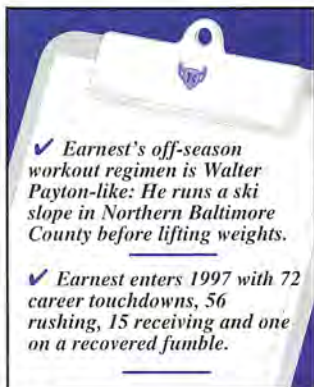 ✔ Earnest's off-season
workout regimen is Walter
Payton-like: He runs a ski
slope in Northern Baltimore
County before lifting weights.
✔ Earnest enters 1997 with 72
career touchdowns, 56
rushing, 15 receiving and one
on a recovered fumble.